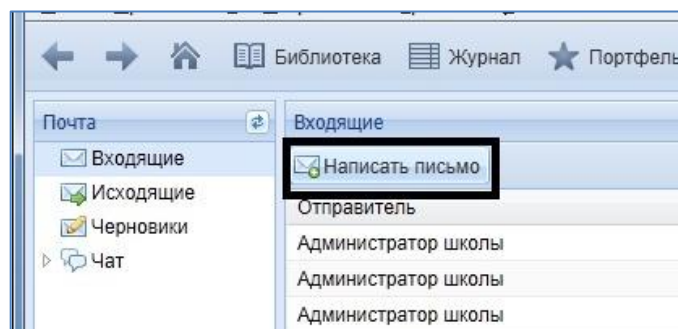 Библиотека Журнал Портфель
Почта
Входящие
Исходящие
Черновики
Чат
Входящие
Написать письмо
Отправитель
Администратор школы
Администратор школы
Администратор школы